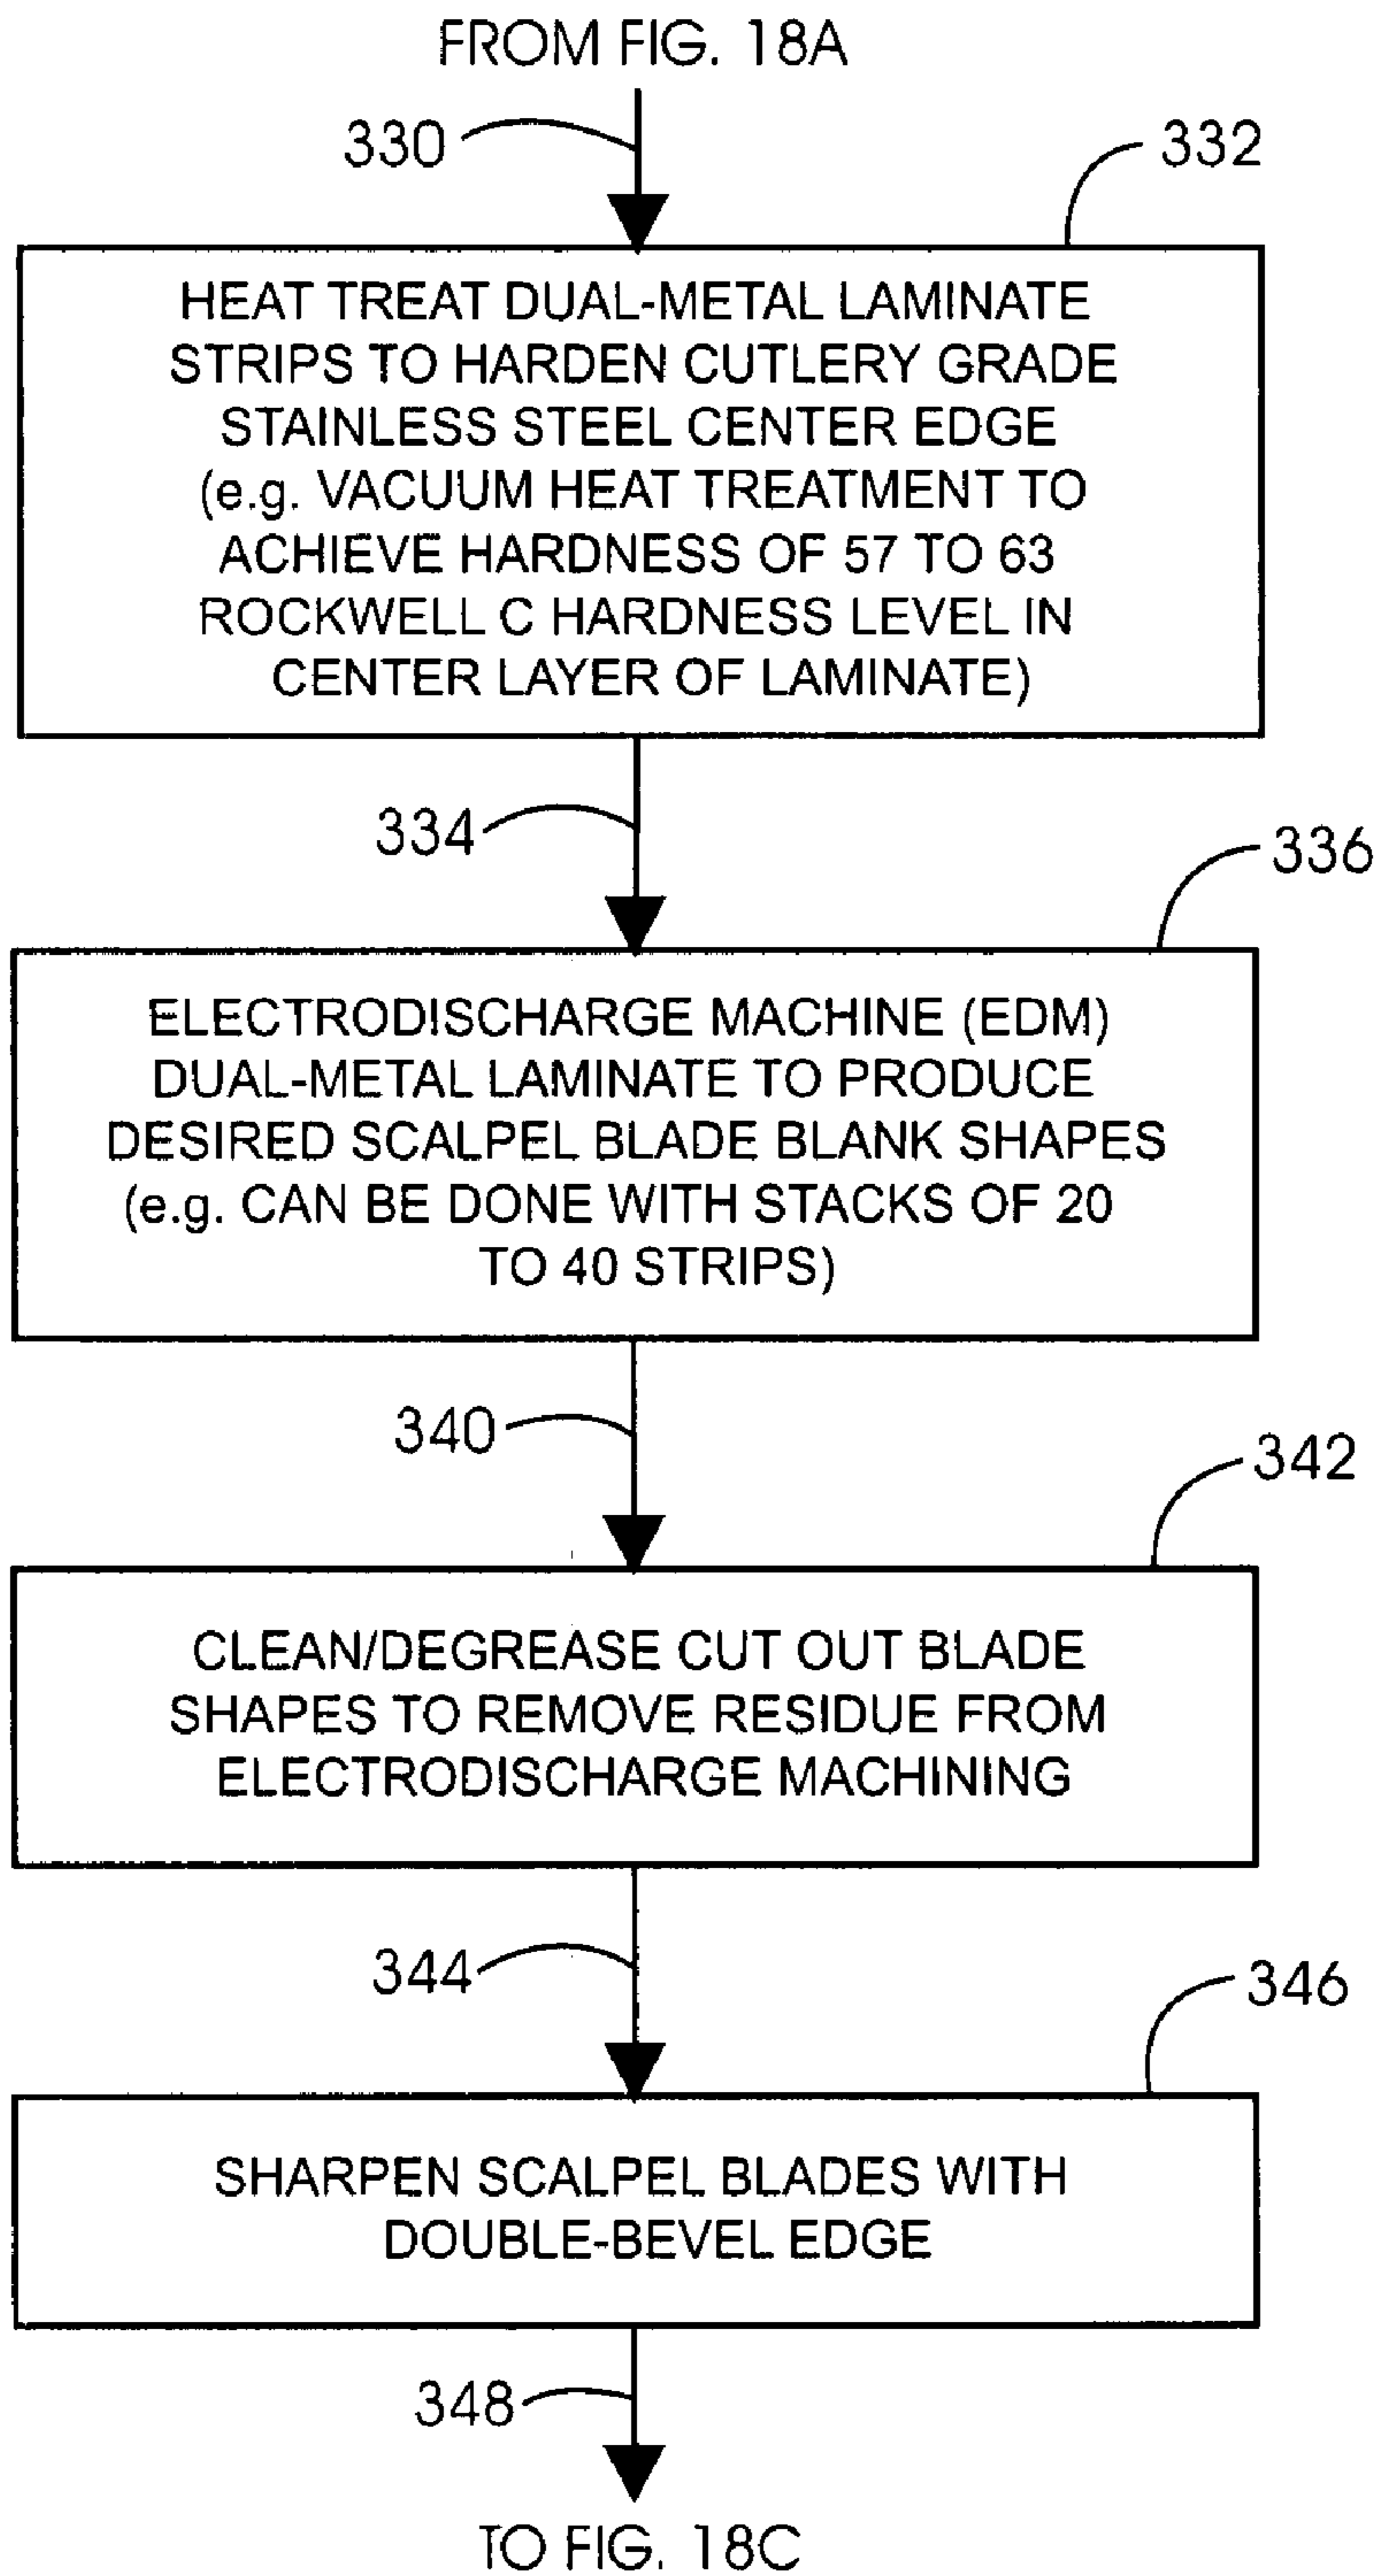 FROM FIG. 18A
330
332
HEAT TREAT DUAL-METAL LAMINATE
STRIPS TO HARDEN CUTLERY GRADE
STAINLESS STEEL CENTER EDGE
(e.g. VACUUM HEAT TREATMENT TO
ACHIEVE HARDNESS OF 57 TO 63
ROCKWELL C HARDNESS LEVEL IN
CENTER LAYER OF LAMINATE)
334
336
ELECTRODISCHARGE MACHINE (EDM)
DUAL-METAL LAMINATE TO PRODUCE
DESIRED SCALPEL BLADE BLANK SHAPES
(e.g. CAN BE DONE WITH STACKS OF 20
TO 40 STRIPS)
340
342
CLEAN/DEGREASE CUT OUT BLADE
SHAPES TO REMOVE RESIDUE FROM
ELECTRODISCHARGE MACHINING
344
346
SHARPEN SCALPEL BLADES WITH
DOUBLE-BEVEL EDGE
348
TO FIG. 18C